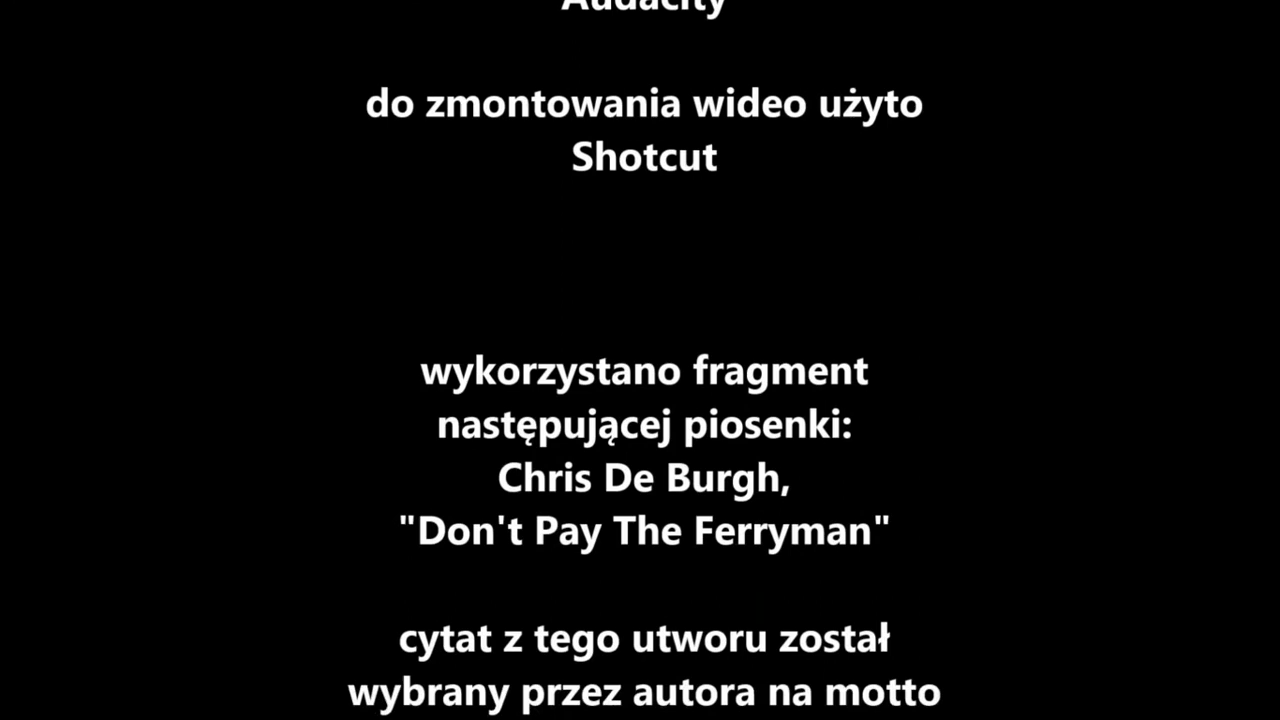 Audacity
do zmontowania wideo użyto
Shotcut
wykorzystano fragment
następującej piosenki:
Chris De Burgh,
"Don't Pay The Ferryman"
cytat z tego utworu został
wybrany przez autora na motto